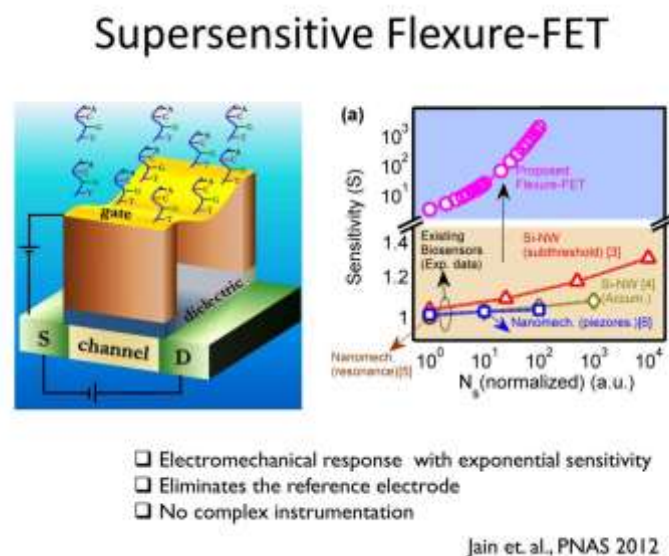 Supersensitive Flexure-FET
gate
dielectric
S
channel
D
(a)
Sensitivity (S)
10³
10²
10¹
1.4
1.2
1
Proposed
Flexure-FET
Existing
Biosensors
(Exp. data)
Si-NW
(subthreshold) [3]
Si-NW [4]
(Accum.)
Nanomech. (piezores.)[6]
Nanomech.
(resonance)[5]
10⁰ 10¹ 10² 10³ 10⁴
Nₛ(normalized) (a.u.)
❑ Electromechanical response with exponential sensitivity
❑ Eliminates the reference electrode
❑ No complex instrumentation
Jain et. al., PNAS 2012